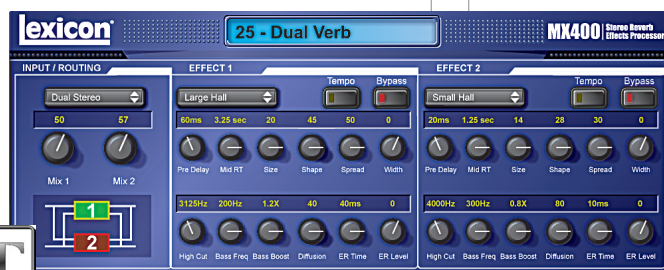 lexicon
25 - Dual Verb
MX400 Stereo Reverb
Effects Processor
INPUT / ROUTING
EFFECT 1
EFFECT 2
Dual Stereo
50 57
Mix 1 Mix 2
1
2
Large Hall
Tempo Bypass
60ms 3.25 sec 20 45 50 0
Pre Delay Mid RT Size Shape Spread Width
3125Hz 200Hz 1.2X 40 40ms 0
High Cut Bass Freq Bass Boost Diffusion ER Time ER Level
Small Hall
Tempo Bypass
20ms 1.25 sec 14 28 30 0
Pre Delay Mid RT Size Shape Spread Width
4000Hz 300Hz 0.8X 80 10ms 0
High Cut Bass Freq Bass Boost Diffusion ER Time ER Level
T